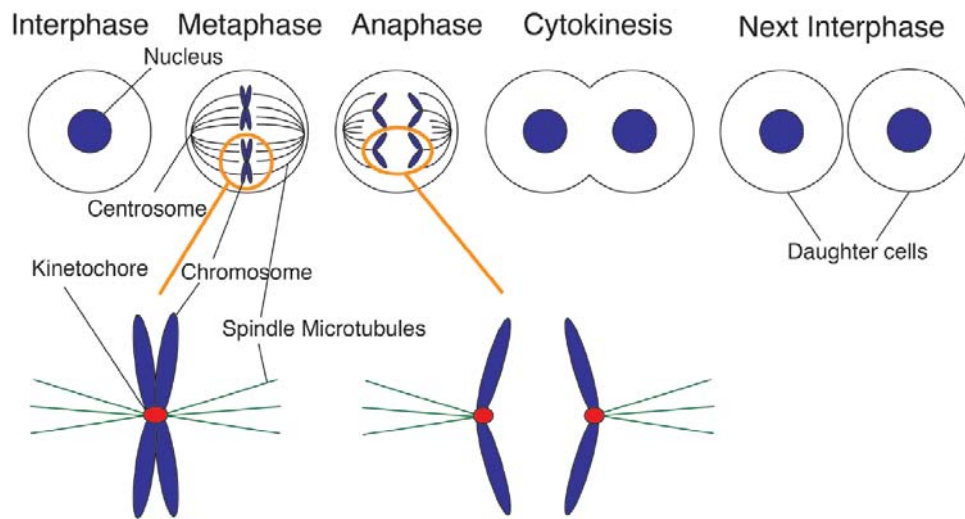 Interphase
Metaphase
Anaphase
Cytokinesis
Next Interphase
Nucleus
Centrosome
Daughter cells
Kinetochore
Chromosome
Spindle Microtubules